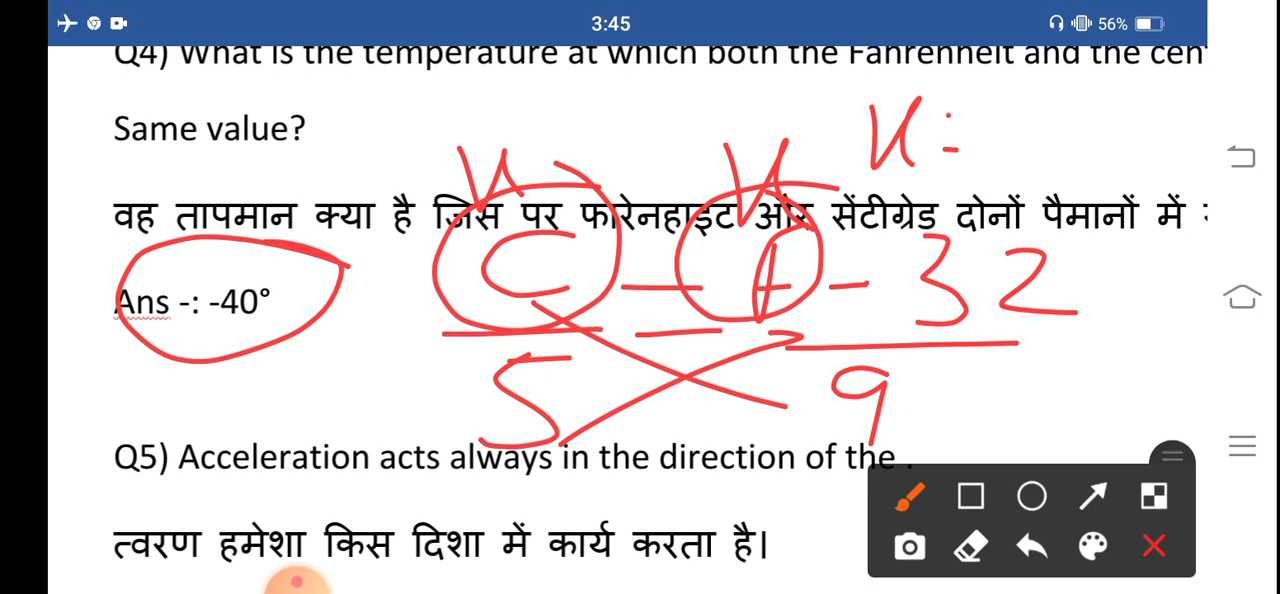 3:45 56%
Q4) What is the temperature at which both the Fahrenheit and the cen
Same value?
x =
x x
वह तापमान क्या है जिस पर फारेनहाइट और सेंटीग्रेड दोनों पैमानों में
C = F - 32
Ans -: -40°
5 9
Q5) Acceleration acts always in the direction of the .
त्वरण हमेशा किस दिशा में कार्य करता है।